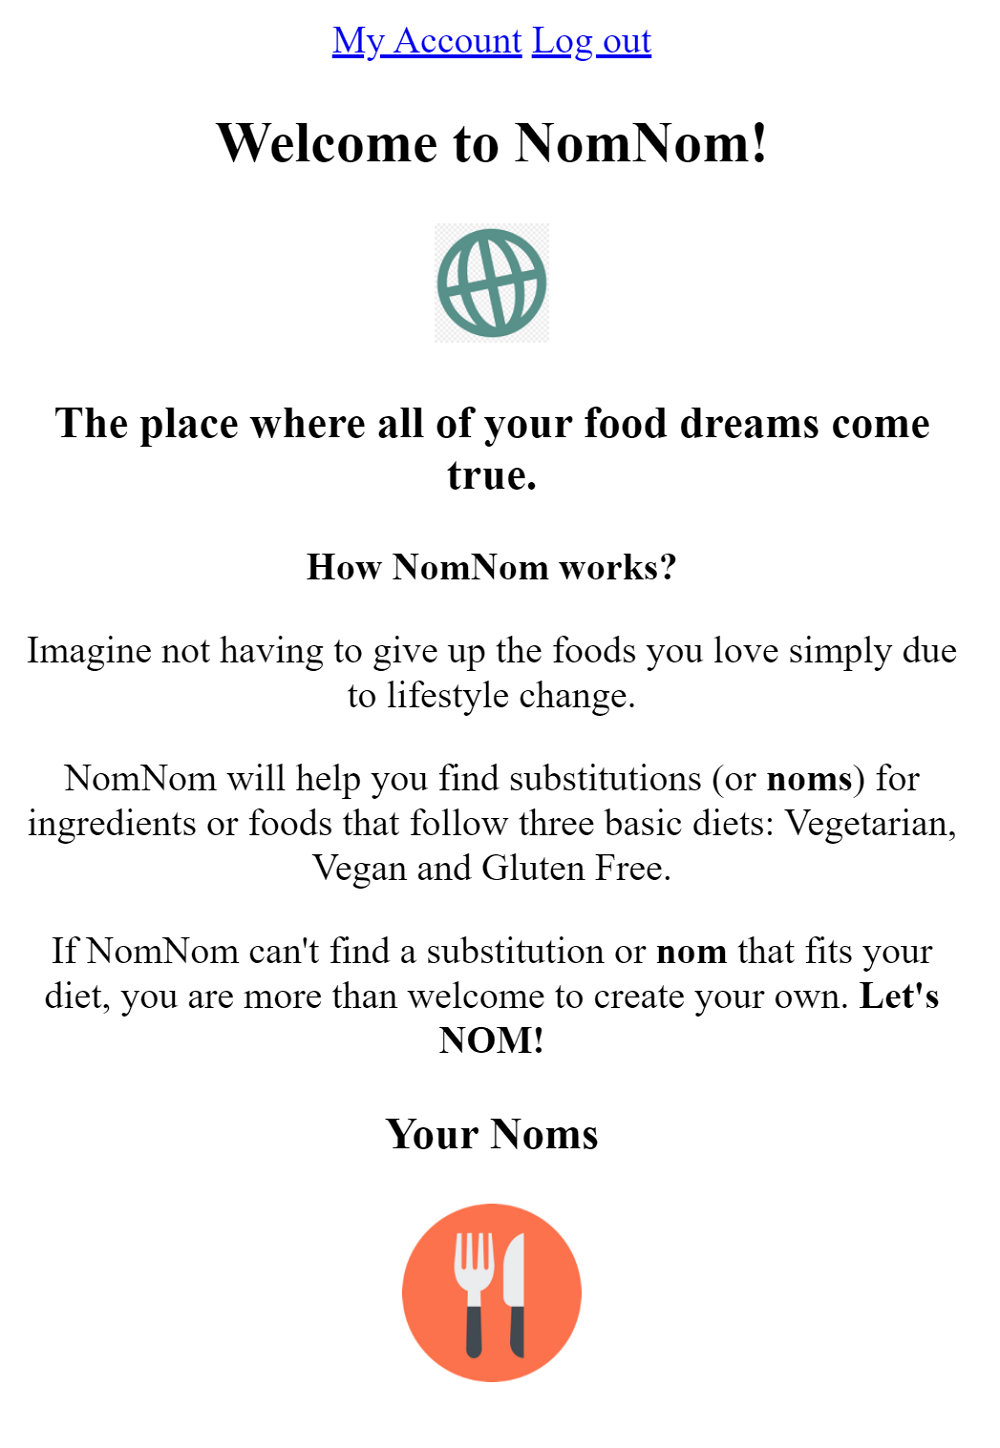 My Account Log out
Welcome to NomNom!
The place where all of your food dreams come
true.
How NomNom works?
Imagine not having to give up the foods you love simply due
to lifestyle change.
NomNom will help you find substitutions (or noms) for
ingredients or foods that follow three basic diets: Vegetarian,
Vegan and Gluten Free.
If NomNom can't find a substitution or nom that fits your
diet, you are more than welcome to create your own. Let's
NOM!
Your Noms